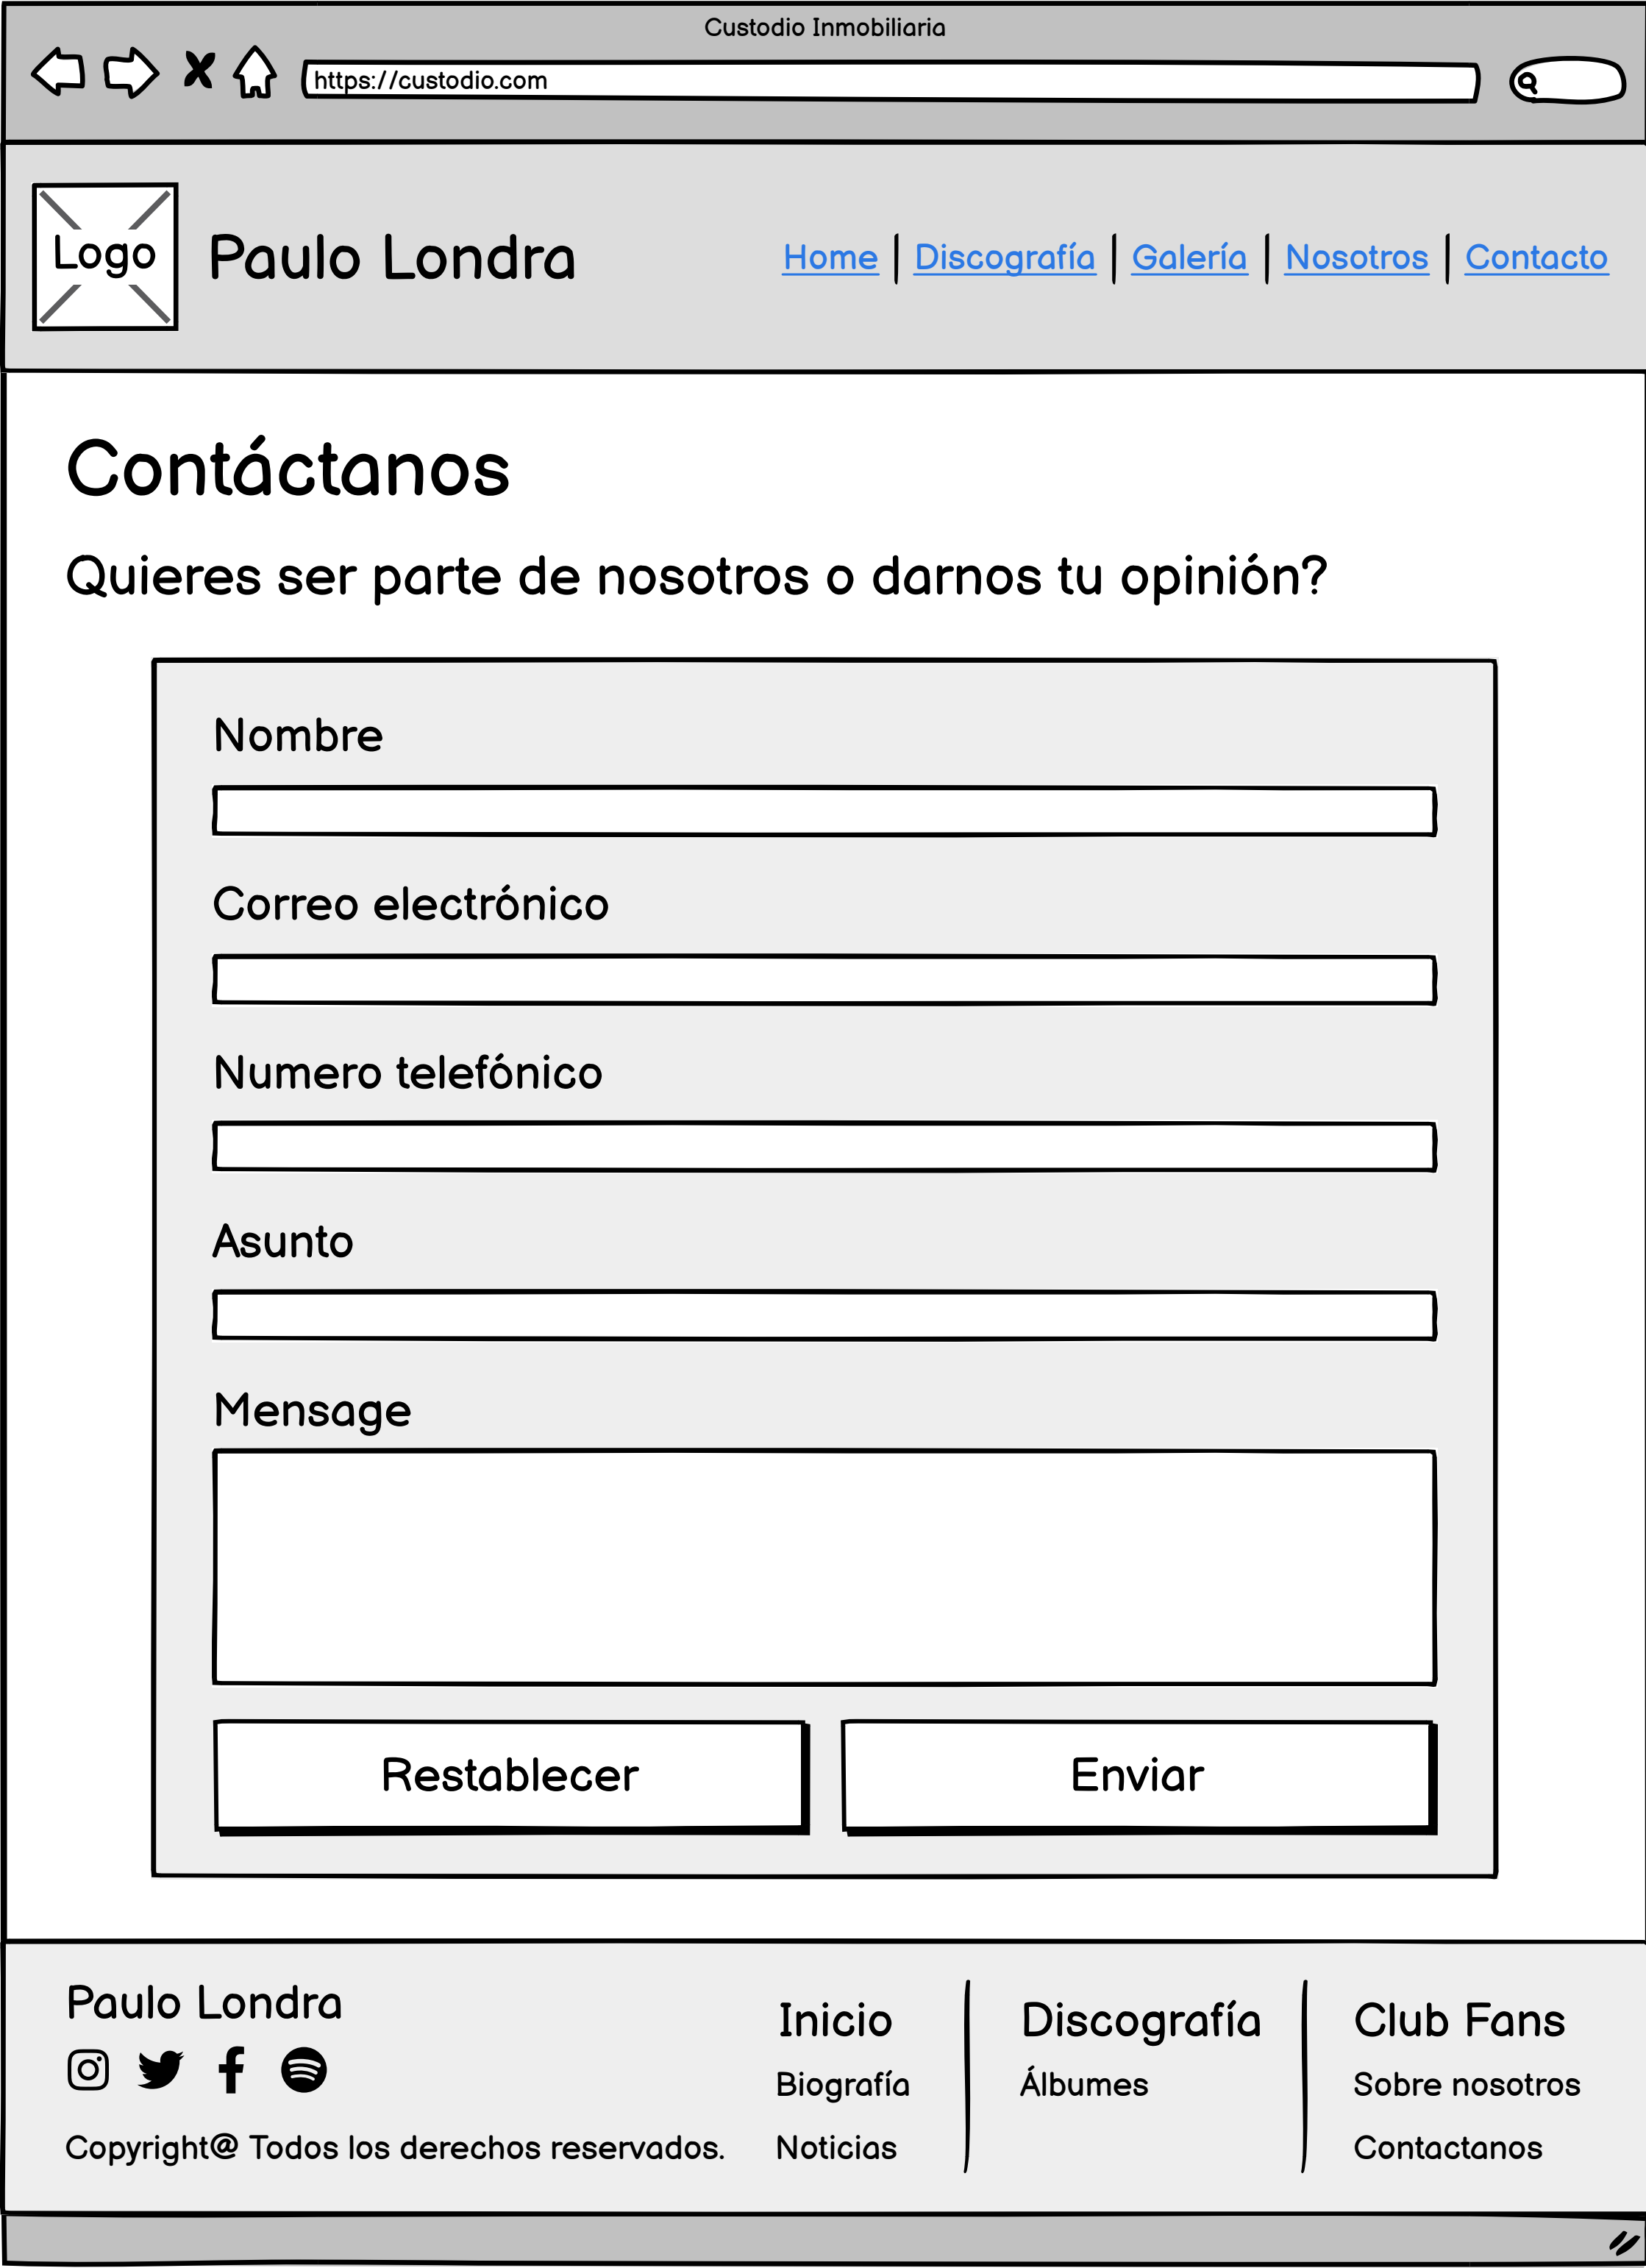 Custodio Inmobiliaria
https://custodio.com
Logo
Paulo Londra
Home | Discografía | Galería | Nosotros | Contacto
Contáctanos
Quieres ser parte de nosotros o darnos tu opinión?
Nombre
Correo electrónico
Numero telefónico
Asunto
Mensage
Restablecer
Enviar
Paulo Londra
Copyright@ Todos los derechos reservados.
Inicio
Biografía
Noticias
Discografía
Álbumes
Club Fans
Sobre nosotros
Contactanos